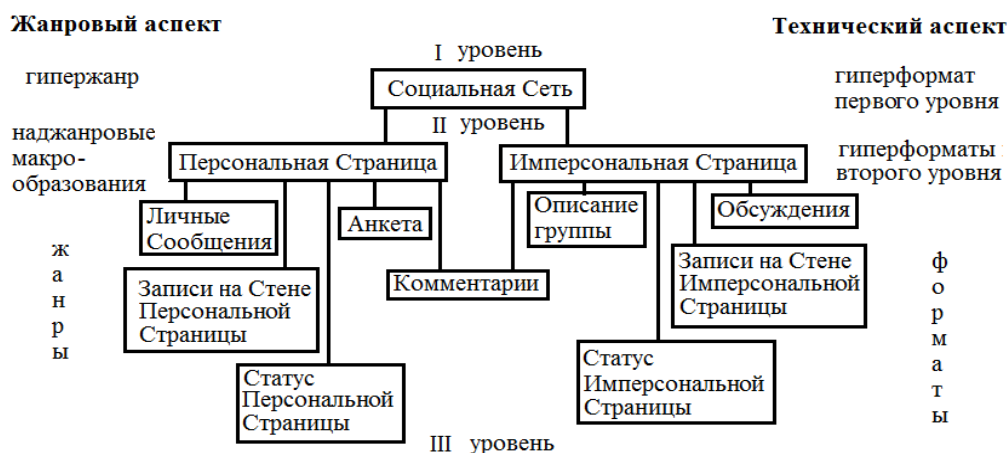 Жанровый аспект
Технический аспект
I уровень
гипержанр
Социальная Сеть
гиперформат
первого уровня
II уровень
наджанровые
макро-
образования
Персональная Страница
Имперсональная Страница
гиперформаты
второго уровня
Личные
Сообщения
Анкета
Описание
группы
Обсуждения
жанры
Записи на Стене
Персональной
Страницы
Комментарии
Записи на Стене
Имперсональной
Страницы
форматы
Статус
Персональной
Страницы
Статус
Имперсональной
Страницы
III уровень